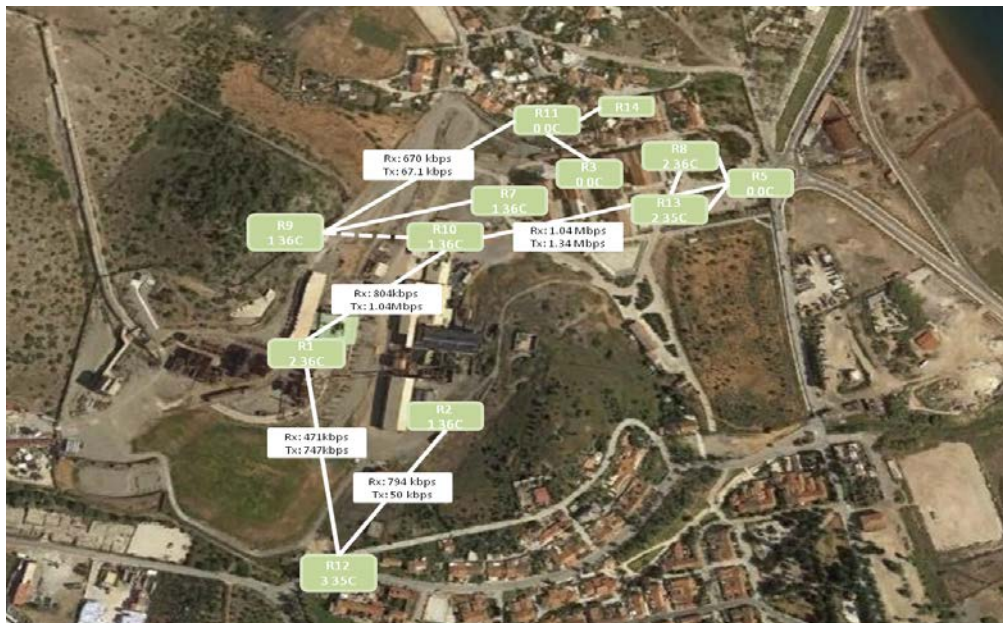 R11
0.0C
R14
Rx: 670 kbps
Tx: 67.1 kbps
R8
2.36C
R3
0.0C
R5
0.0C
R7
1.36C
R13
2.35C
R9
1.36C
R10
1.36C
Rx: 1.04 Mbps
Tx: 1.34 Mbps
Rx: 804kbps
Tx: 1.04Mbps
R1
2.36C
R2
1.36C
Rx: 471kbps
Tx: 747kbps
Rx: 794 kbps
Tx: 50 kbps
R12
3.35C